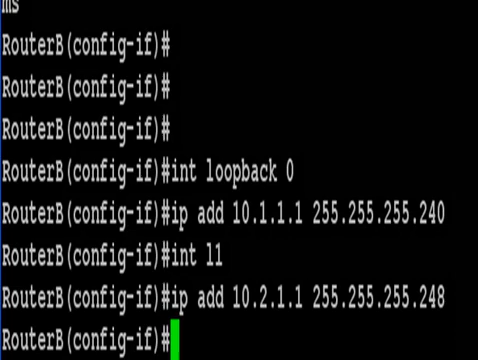 ms
RouterB(config-if)#
RouterB(config-if)#
RouterB(config-if)#
RouterB(config-if)#int loopback 0
RouterB(config-if)#ip add 10.1.1.1 255.255.255.240
RouterB(config-if)#int l1
RouterB(config-if)#ip add 10.2.1.1 255.255.255.248
RouterB(config-if)#